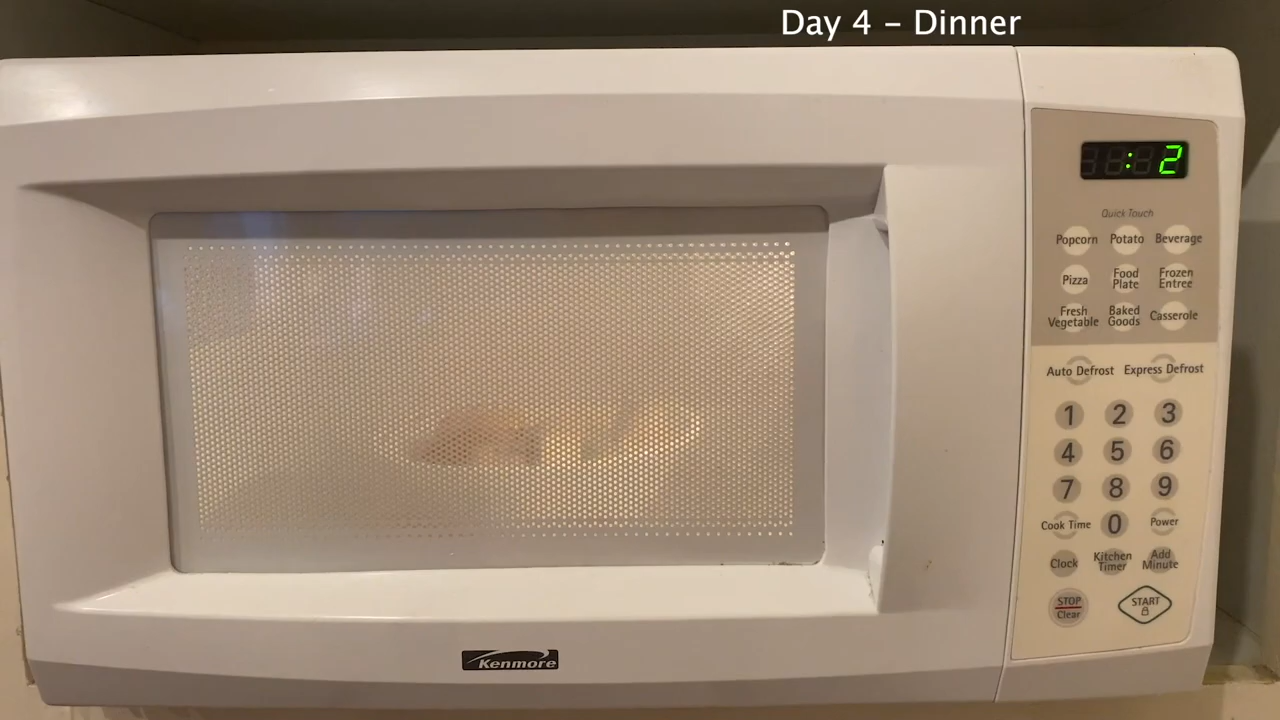 Day 4 – Dinner
: 2
Quick Touch
Popcorn Potato Beverage
Pizza Food Plate Frozen Entree
Fresh Vegetable Baked Goods Casserole
Auto Defrost Express Defrost
1 2 3
4 5 6
7 8 9
Cook Time 0 Power
Clock Kitchen Timer Add Minute
STOP Clear START
Kenmore